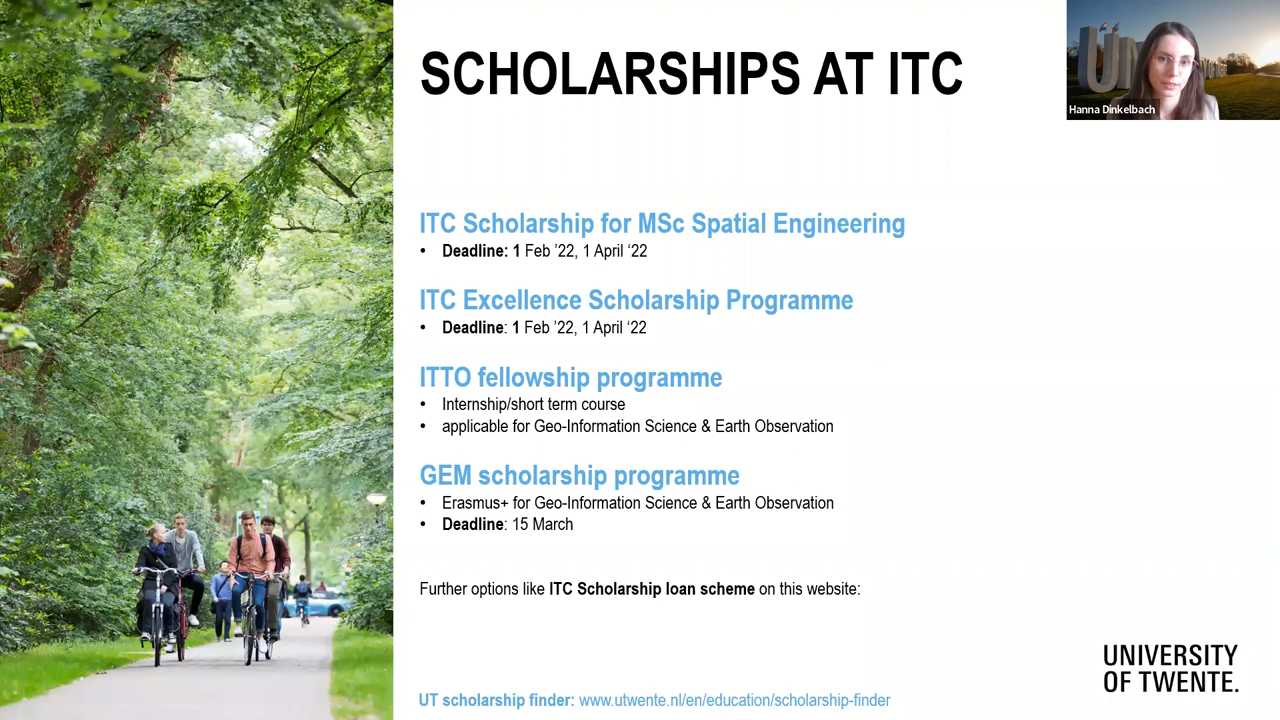 SCHOLARSHIPS AT ITC
Hanna Dinkelbach
ITC Scholarship for MSc Spatial Engineering
• Deadline: 1 Feb ’22, 1 April ‘22
ITC Excellence Scholarship Programme
• Deadline: 1 Feb ’22, 1 April ‘22
ITTO fellowship programme
• Internship/short term course
• applicable for Geo-Information Science & Earth Observation
GEM scholarship programme
• Erasmus+ for Geo-Information Science & Earth Observation
• Deadline: 15 March
Further options like ITC Scholarship loan scheme on this website:
UNIVERSITY
OF TWENTE.
UT scholarship finder: www.utwente.nl/en/education/scholarship-finder